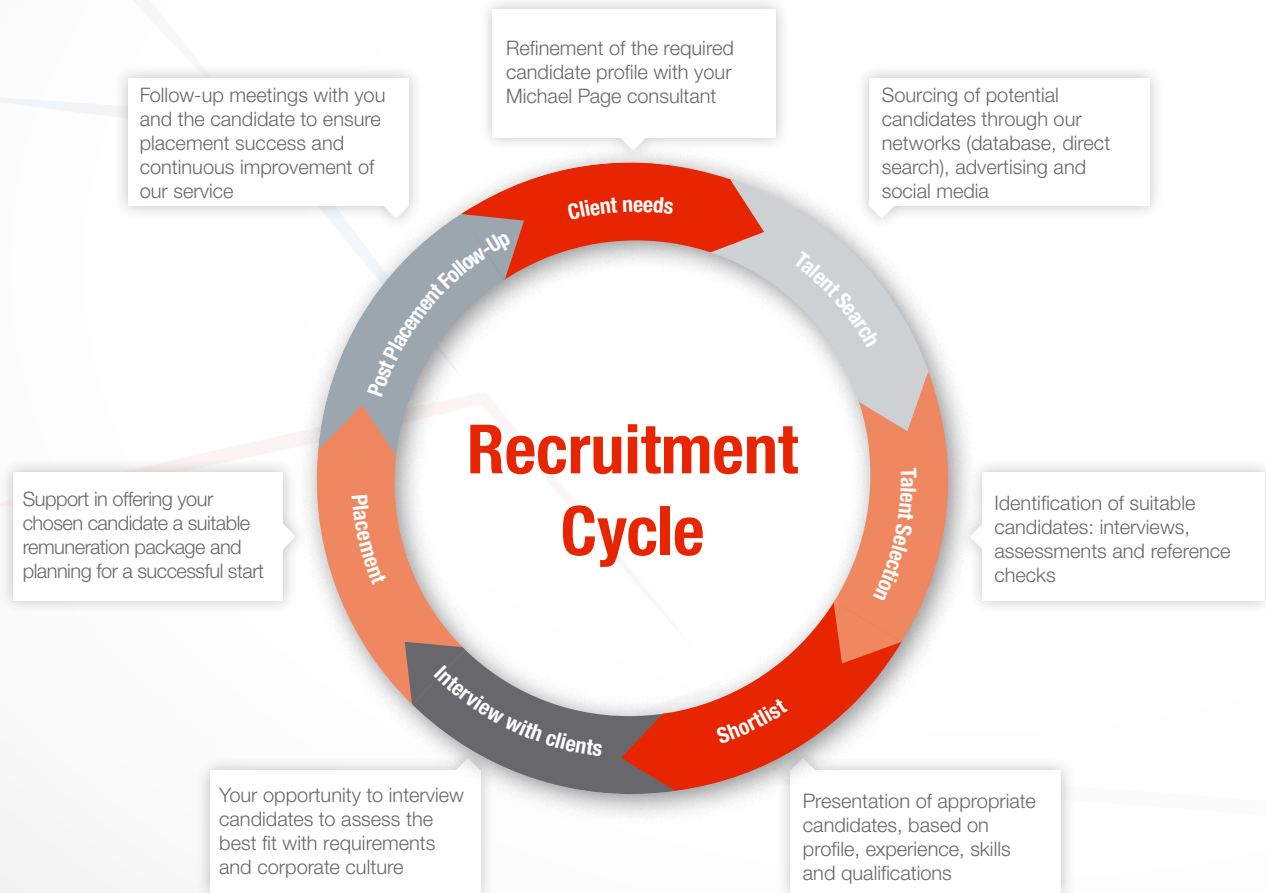 Refinement of the required
candidate profile with your
Michael Page consultant
Follow-up meetings with you
and the candidate to ensure
placement success and
continuous improvement of
our service
Sourcing of potential
candidates through our
networks (database, direct
search), advertising and
social media
Client needs
Talent Search
Post Placement Follow-Up
Recruitment
Cycle
Talent Selection
Identification of suitable
candidates: interviews,
assessments and reference
checks
Support in offering your
chosen candidate a suitable
remuneration package and
planning for a successful start
Placement
Shortlist
Interview with clients
Your opportunity to interview
candidates to assess the
best fit with requirements
and corporate culture
Presentation of appropriate
candidates, based on
profile, experience, skills
and qualifications